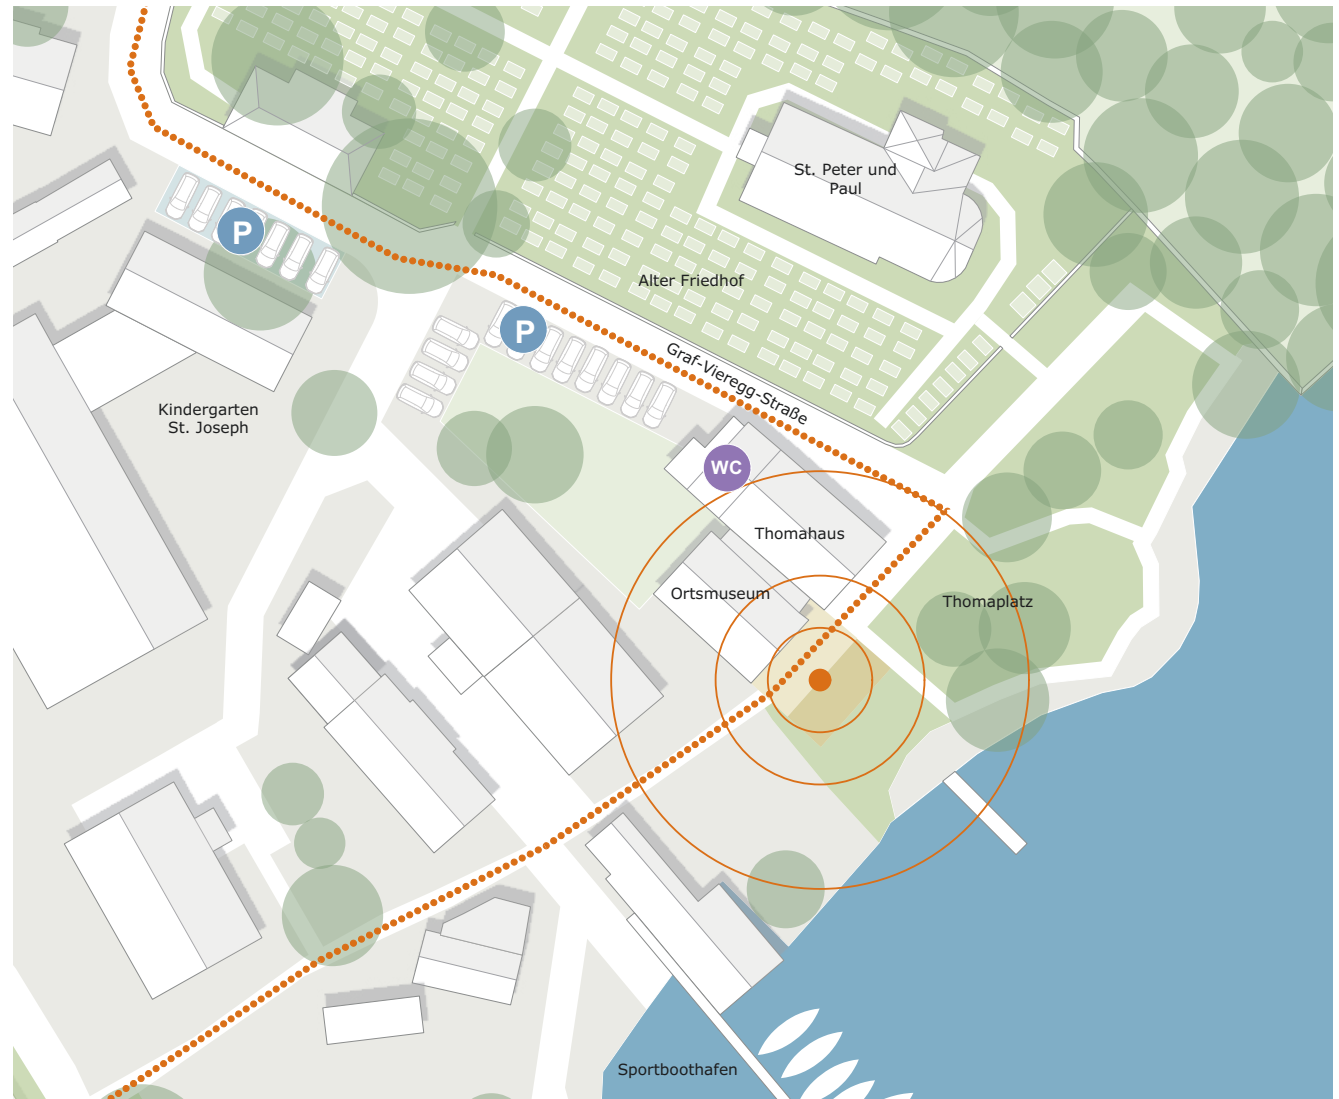 St. Peter und
Paul
P
Alter Friedhof
P
Graf-Vieregg-Straße
Kindergarten
St. Joseph
WC
Thomahaus
Ortsmuseum
Thomaplatz
Sportboothafen